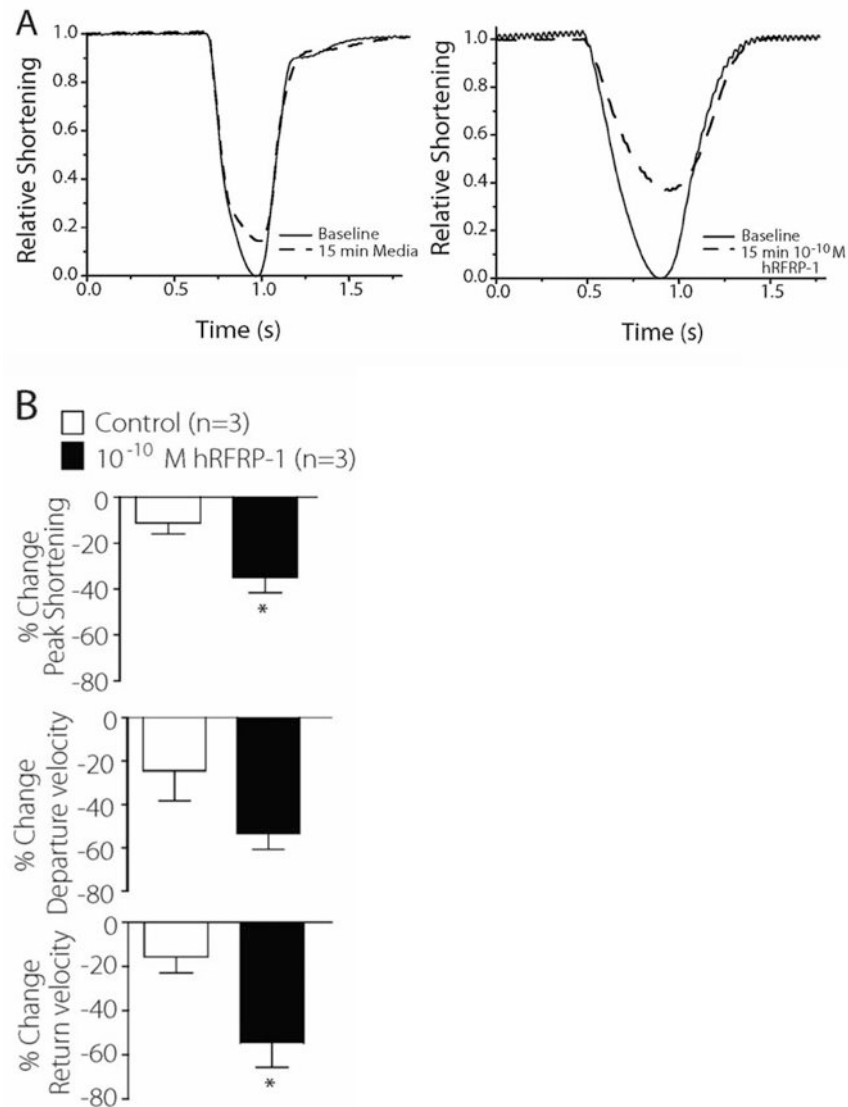 A
Relative Shortening
1.0
0.8
0.6
0.4
0.2
0.0
Baseline
15 min Media
0.0
0.5
1.0
1.5
Time (s)
Relative Shortening
1.0
0.8
0.6
0.4
0.2
0.0
Baseline
15 min 10⁻¹⁰M
hRFRP-1
0.0
0.5
1.0
1.5
Time (s)
B
Control (n=3)
10⁻¹⁰ M hRFRP-1 (n=3)
% Change
Peak Shortening
0
-20
-40
-60
-80
*
% Change
Departure velocity
0
-20
-40
-60
-80
% Change
Return velocity
0
-20
-40
-60
-80
*